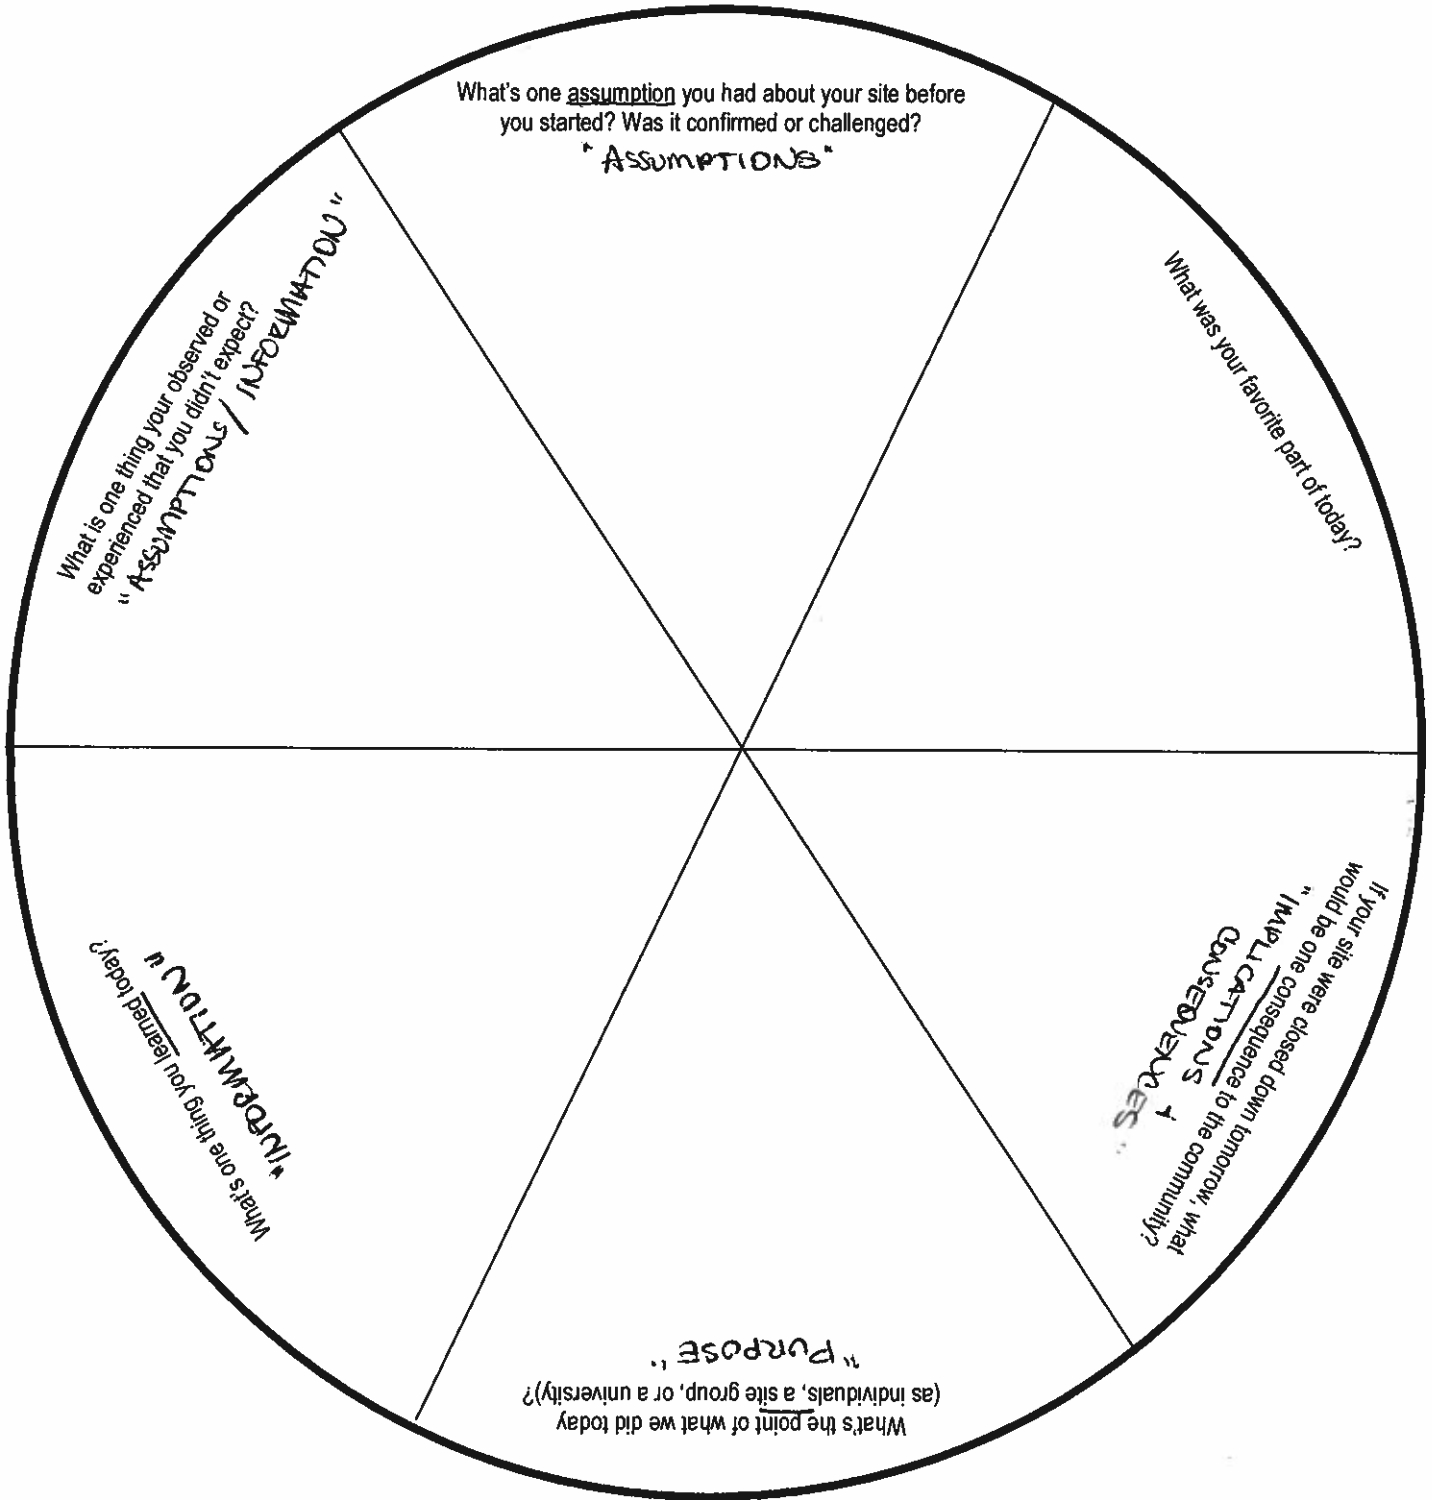 What's one assumption you had about your site before
you started? Was it confirmed or challenged?
"ASSUMPTIONS"
What was your favorite part of today?
If your site were closed down tomorrow, what
would be one consequence to the community?
"IMPLICATIONS +
CONSEQUENCES"
What's the point of what we did today
(as individuals, a site group, or a university)?
"PURPOSE"
What's one thing you learned today?
"INFORMATION"
What is one thing your observed or
experienced that you didn't expect?
"ASSUMPTIONS / INFORMATION"